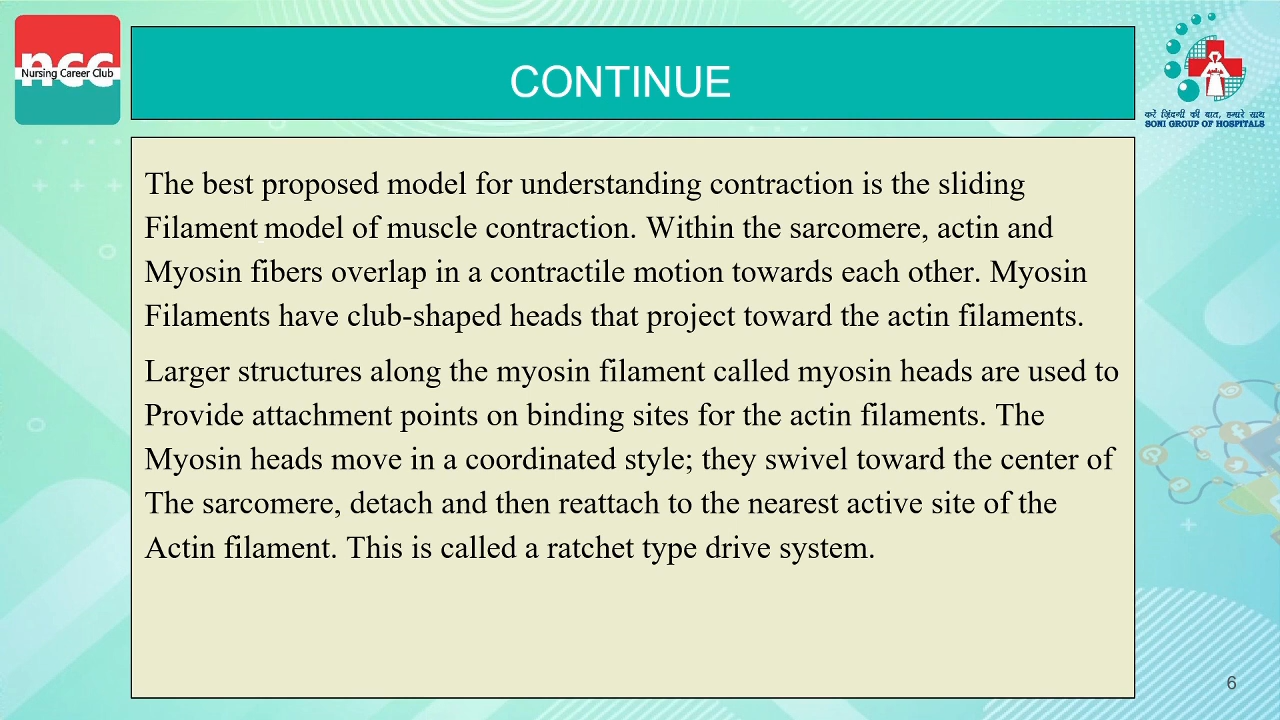 ncc
Nursing Career Club
CONTINUE
करे ज़िंदगी की बात, हमारे साथ
SONI GROUP OF HOSPITALS
The best proposed model for understanding contraction is the sliding
Filament model of muscle contraction. Within the sarcomere, actin and
Myosin fibers overlap in a contractile motion towards each other. Myosin
Filaments have club-shaped heads that project toward the actin filaments.
Larger structures along the myosin filament called myosin heads are used to
Provide attachment points on binding sites for the actin filaments. The
Myosin heads move in a coordinated style; they swivel toward the center of
The sarcomere, detach and then reattach to the nearest active site of the
Actin filament. This is called a ratchet type drive system.
6